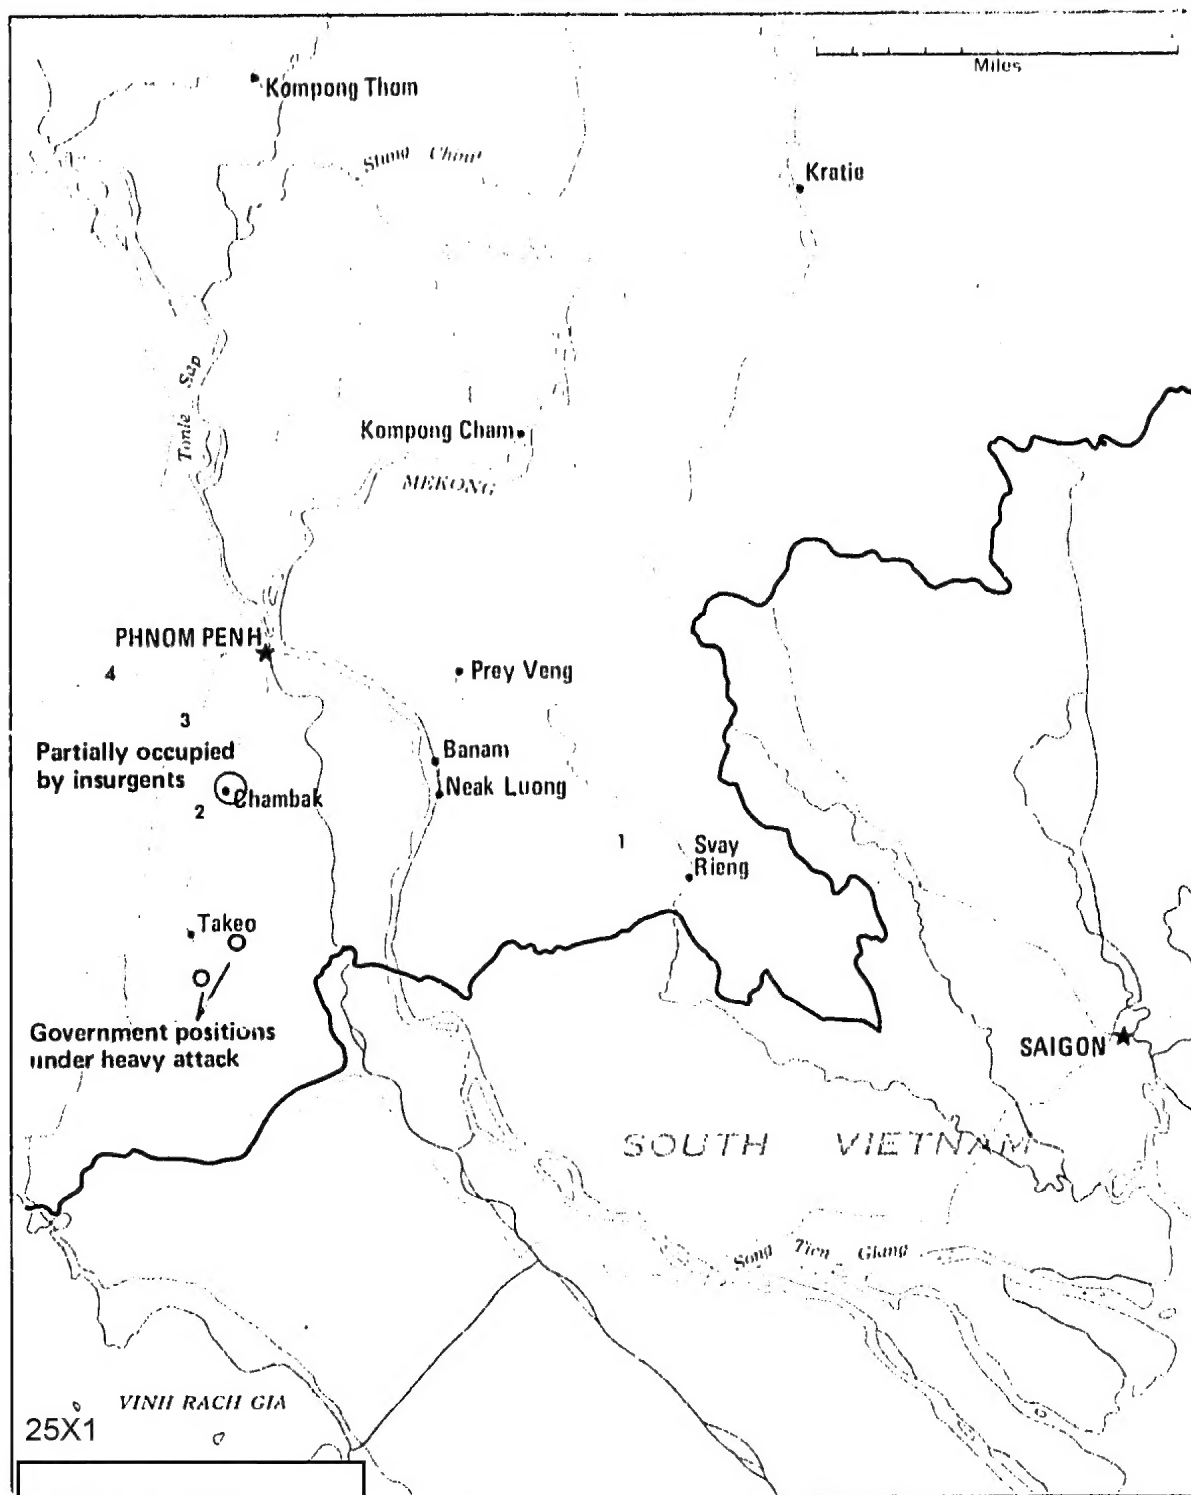 Miles
Kompong Thom
Stung Chinit
Kratie
Tonle Sap
Kompong Cham
MEKONG
PHNOM PENH
4
Prey Veng
3
Partially occupied
by insurgents
Banam
Neak Luong
Chambak
2
1
Svay
Rieng
Takeo
Government positions
under heavy attack
SAIGON
SOUTH VIETNAM
Song Tien Giang
VINH RACH GIA
25X1